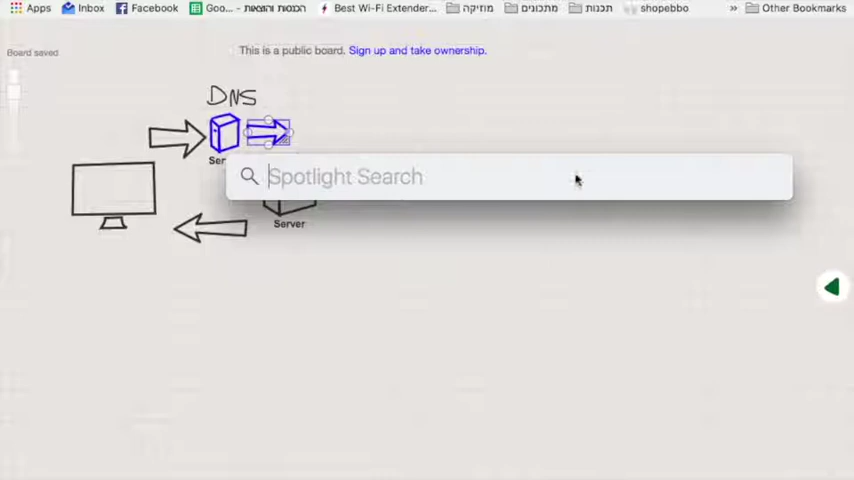 Apps Inbox Facebook Goo... - הכנסות והוצאות Best Wi-Fi Extender... מוזיקה מתכונים תכנות shopebbo » Other Bookmarks
Board saved
This is a public board. Sign up and take ownership.
DNS
Ser
Spotlight Search
Server